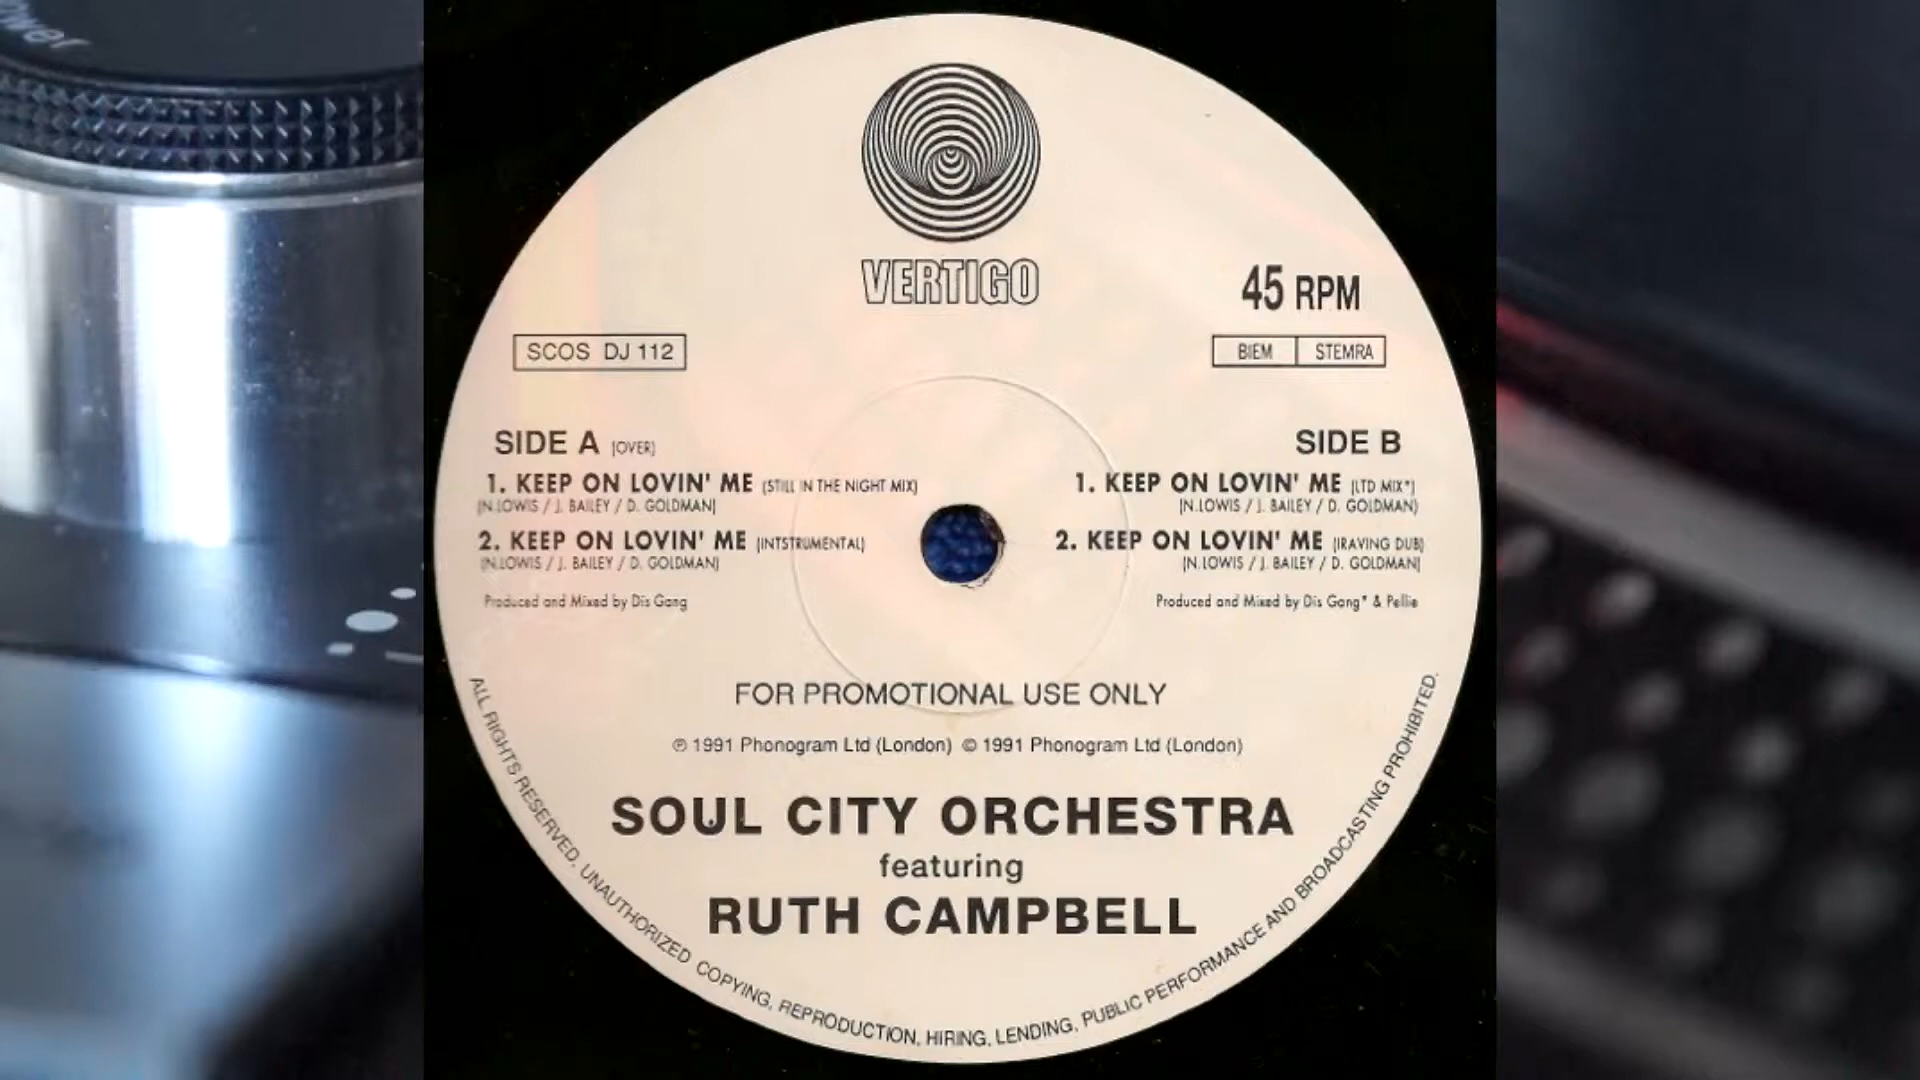 ower
VERTIGO
45 RPM
SCOS DJ 112
BIEM STEMRA
SIDE A (OVER)
1. KEEP ON LOVIN' ME (STILL IN THE NIGHT MIX)
(N.LOWIS / J. BAILEY / D. GOLDMAN)
2. KEEP ON LOVIN' ME (INTSTRUMENTAL)
(N.LOWIS / J. BAILEY / D. GOLDMAN)
Produced and Mixed by Dis Gang
SIDE B
1. KEEP ON LOVIN' ME (LTD MIX*)
(N.LOWIS / J. BAILEY / D. GOLDMAN)
2. KEEP ON LOVIN' ME (IRAVING DUB)
(N.LOWIS / J. BAILEY / D. GOLDMAN)
Produced and Mixed by Dis Gang* & Pellie
FOR PROMOTIONAL USE ONLY
℗ 1991 Phonogram Ltd (London) © 1991 Phonogram Ltd (London)
SOUL CITY ORCHESTRA
featuring
RUTH CAMPBELL
ALL RIGHTS RESERVED. UNAUTHORIZED COPYING, REPRODUCTION, HIRING, LENDING, PUBLIC PERFORMANCE AND BROADCASTING PROHIBITED.